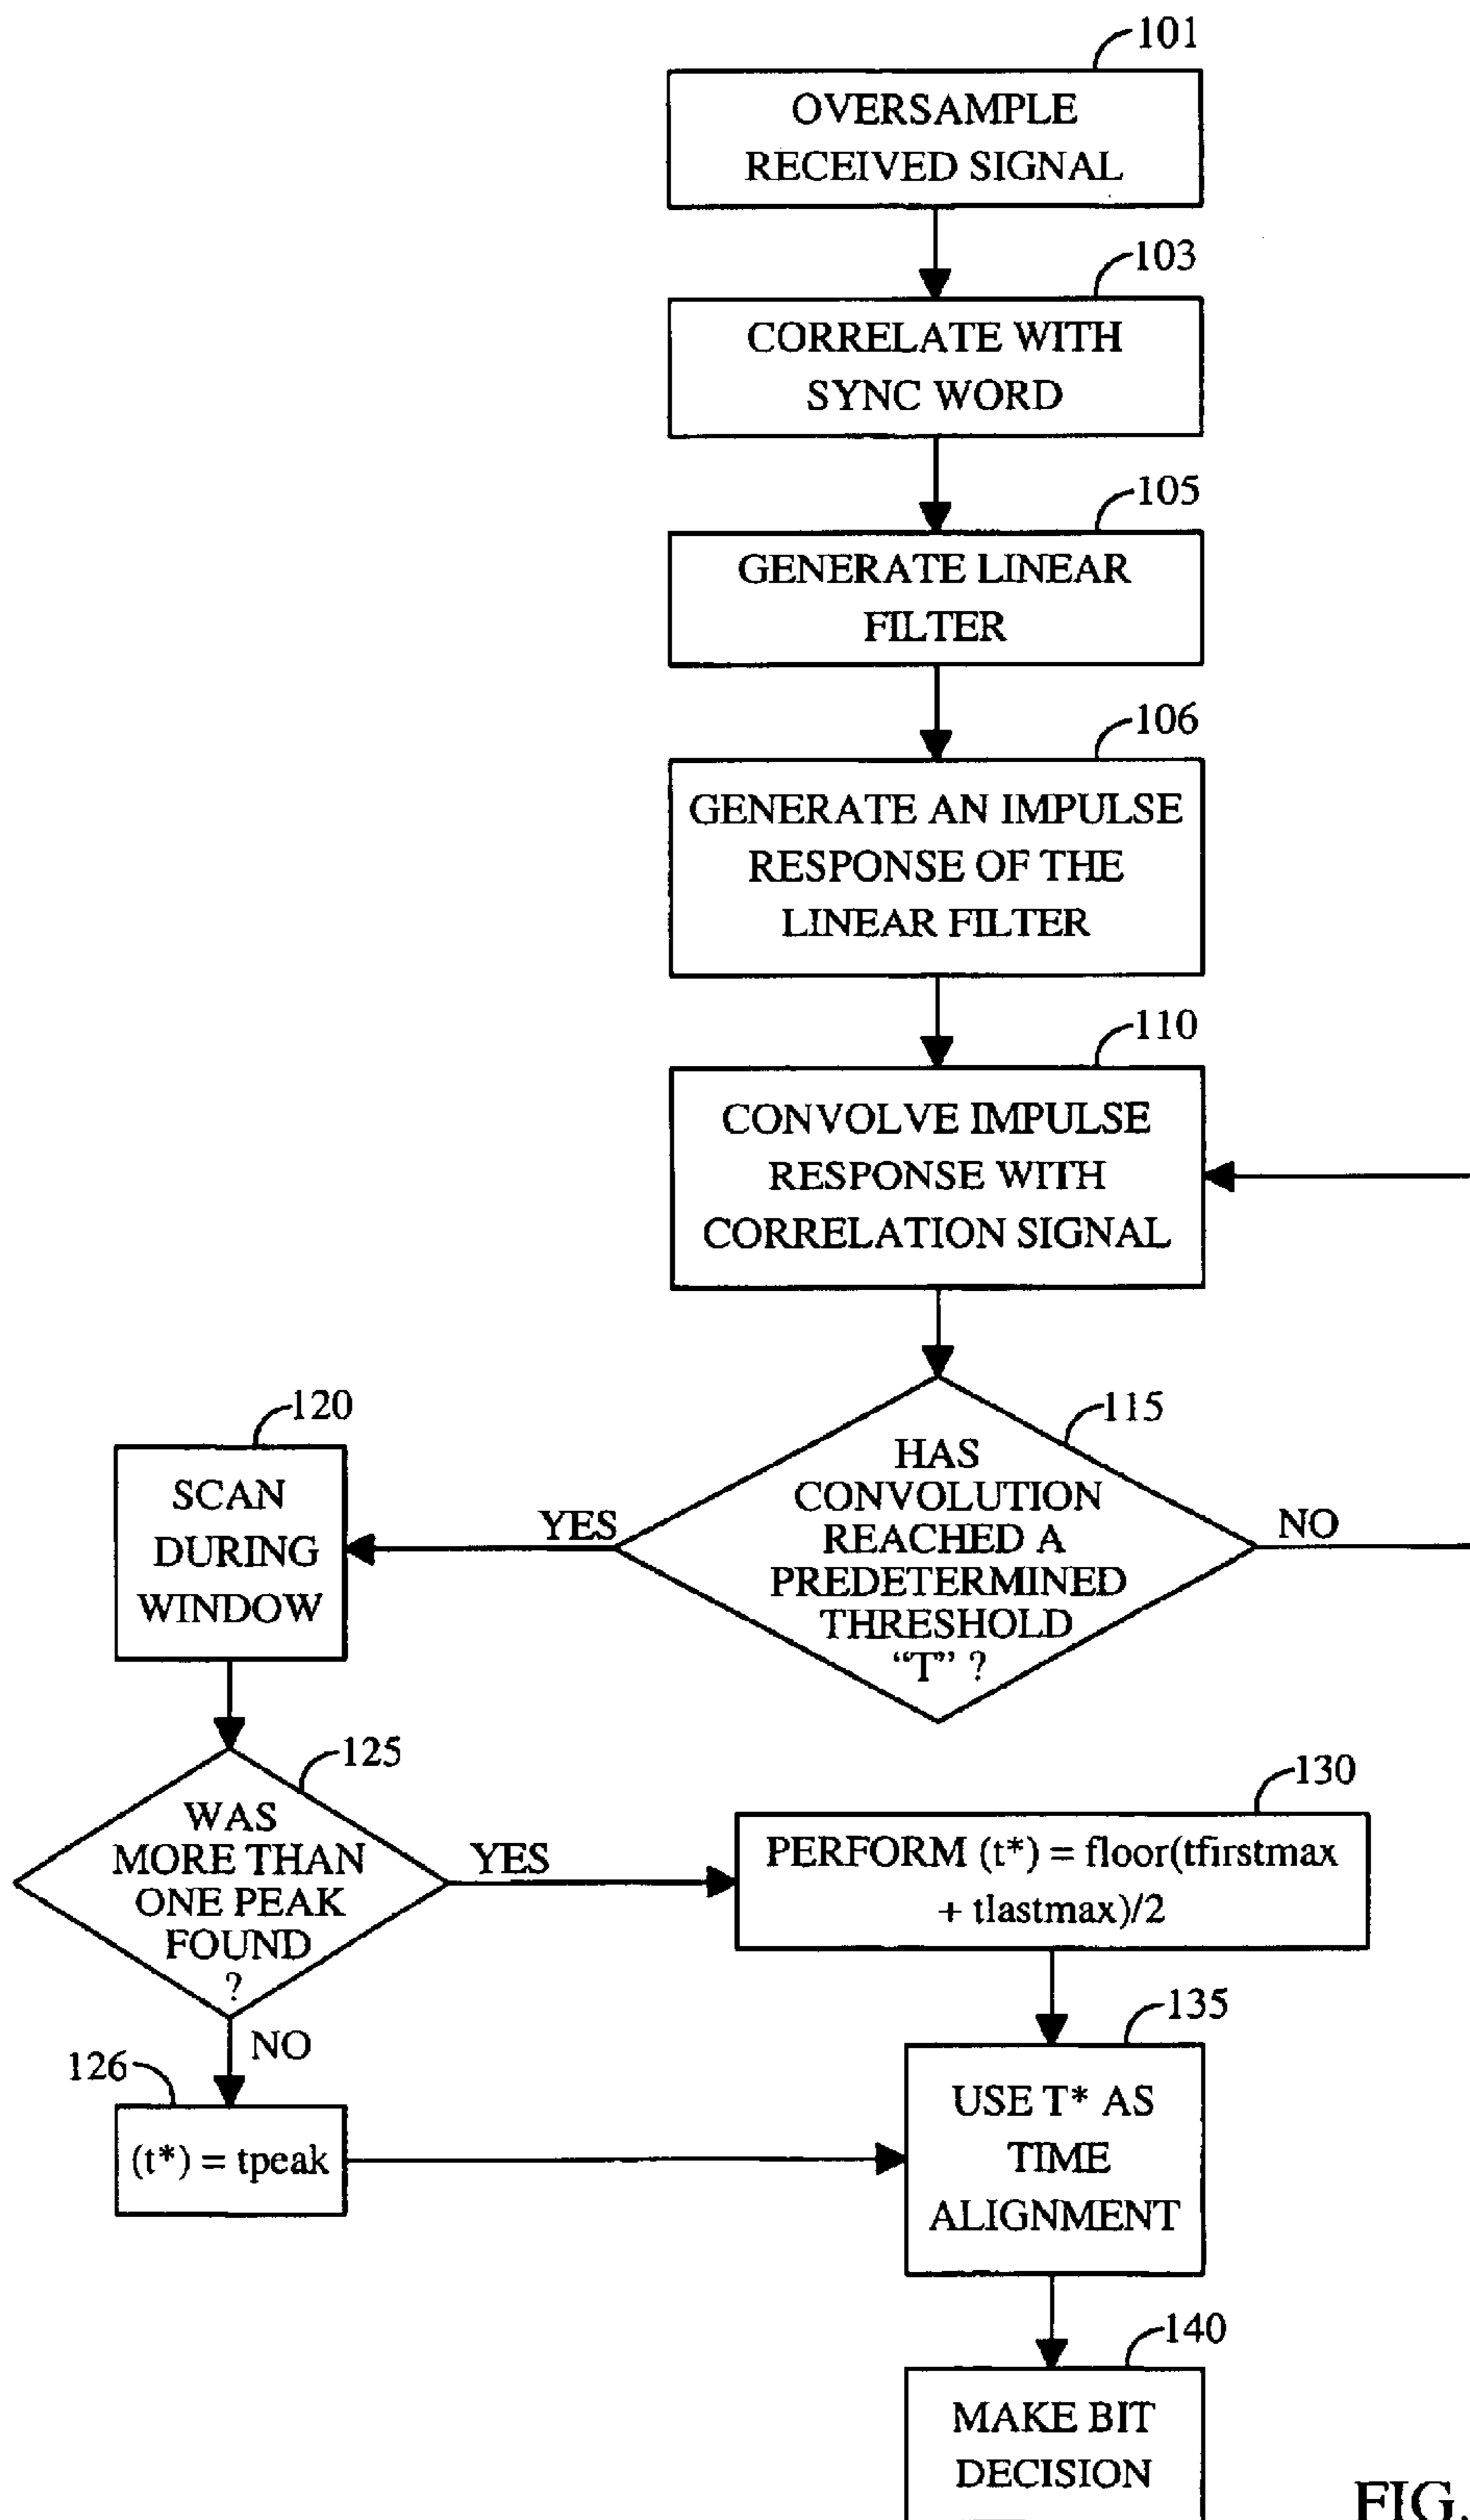 101
OVERSAMPLE
RECEIVED SIGNAL
103
CORRELATE WITH
SYNC WORD
105
GENERATE LINEAR
FILTER
106
GENERATE AN IMPULSE
RESPONSE OF THE
LINEAR FILTER
110
CONVOLVE IMPULSE
RESPONSE WITH
CORRELATION SIGNAL
115
HAS
CONVOLUTION
REACHED A
PREDETERMINED
THRESHOLD
“T” ?
YES
NO
120
SCAN
DURING
WINDOW
125
WAS
MORE THAN
ONE PEAK
FOUND
?
YES
NO
130
PERFORM (t*) = floor(tfirstmax
+ tlastmax)/2
126
(t*) = tpeak
135
USE T* AS
TIME
ALIGNMENT
140
MAKE BIT
DECISION
FIG.